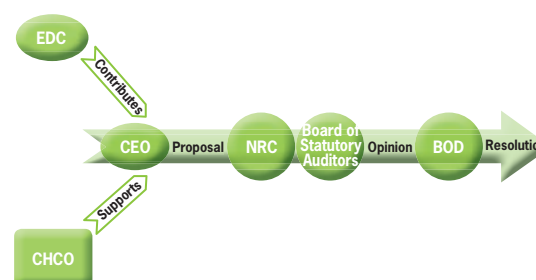 EDC
Contributes
CEO
Proposal
NRC
Board of
Statutory
Auditors
Opinion
BOD
Resolutio
Supports
CHCO